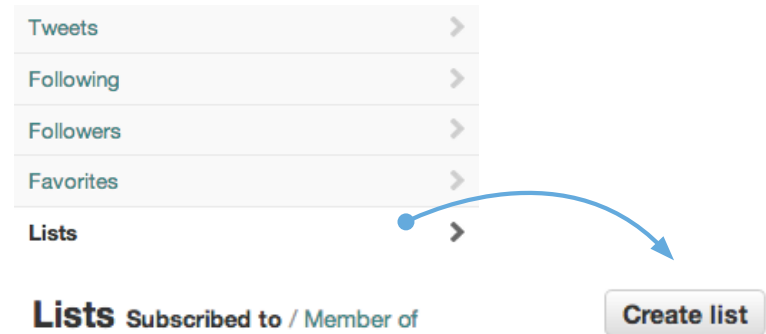 Tweets
Following
Followers
Favorites
Lists
Lists Subscribed to / Member of
Create list